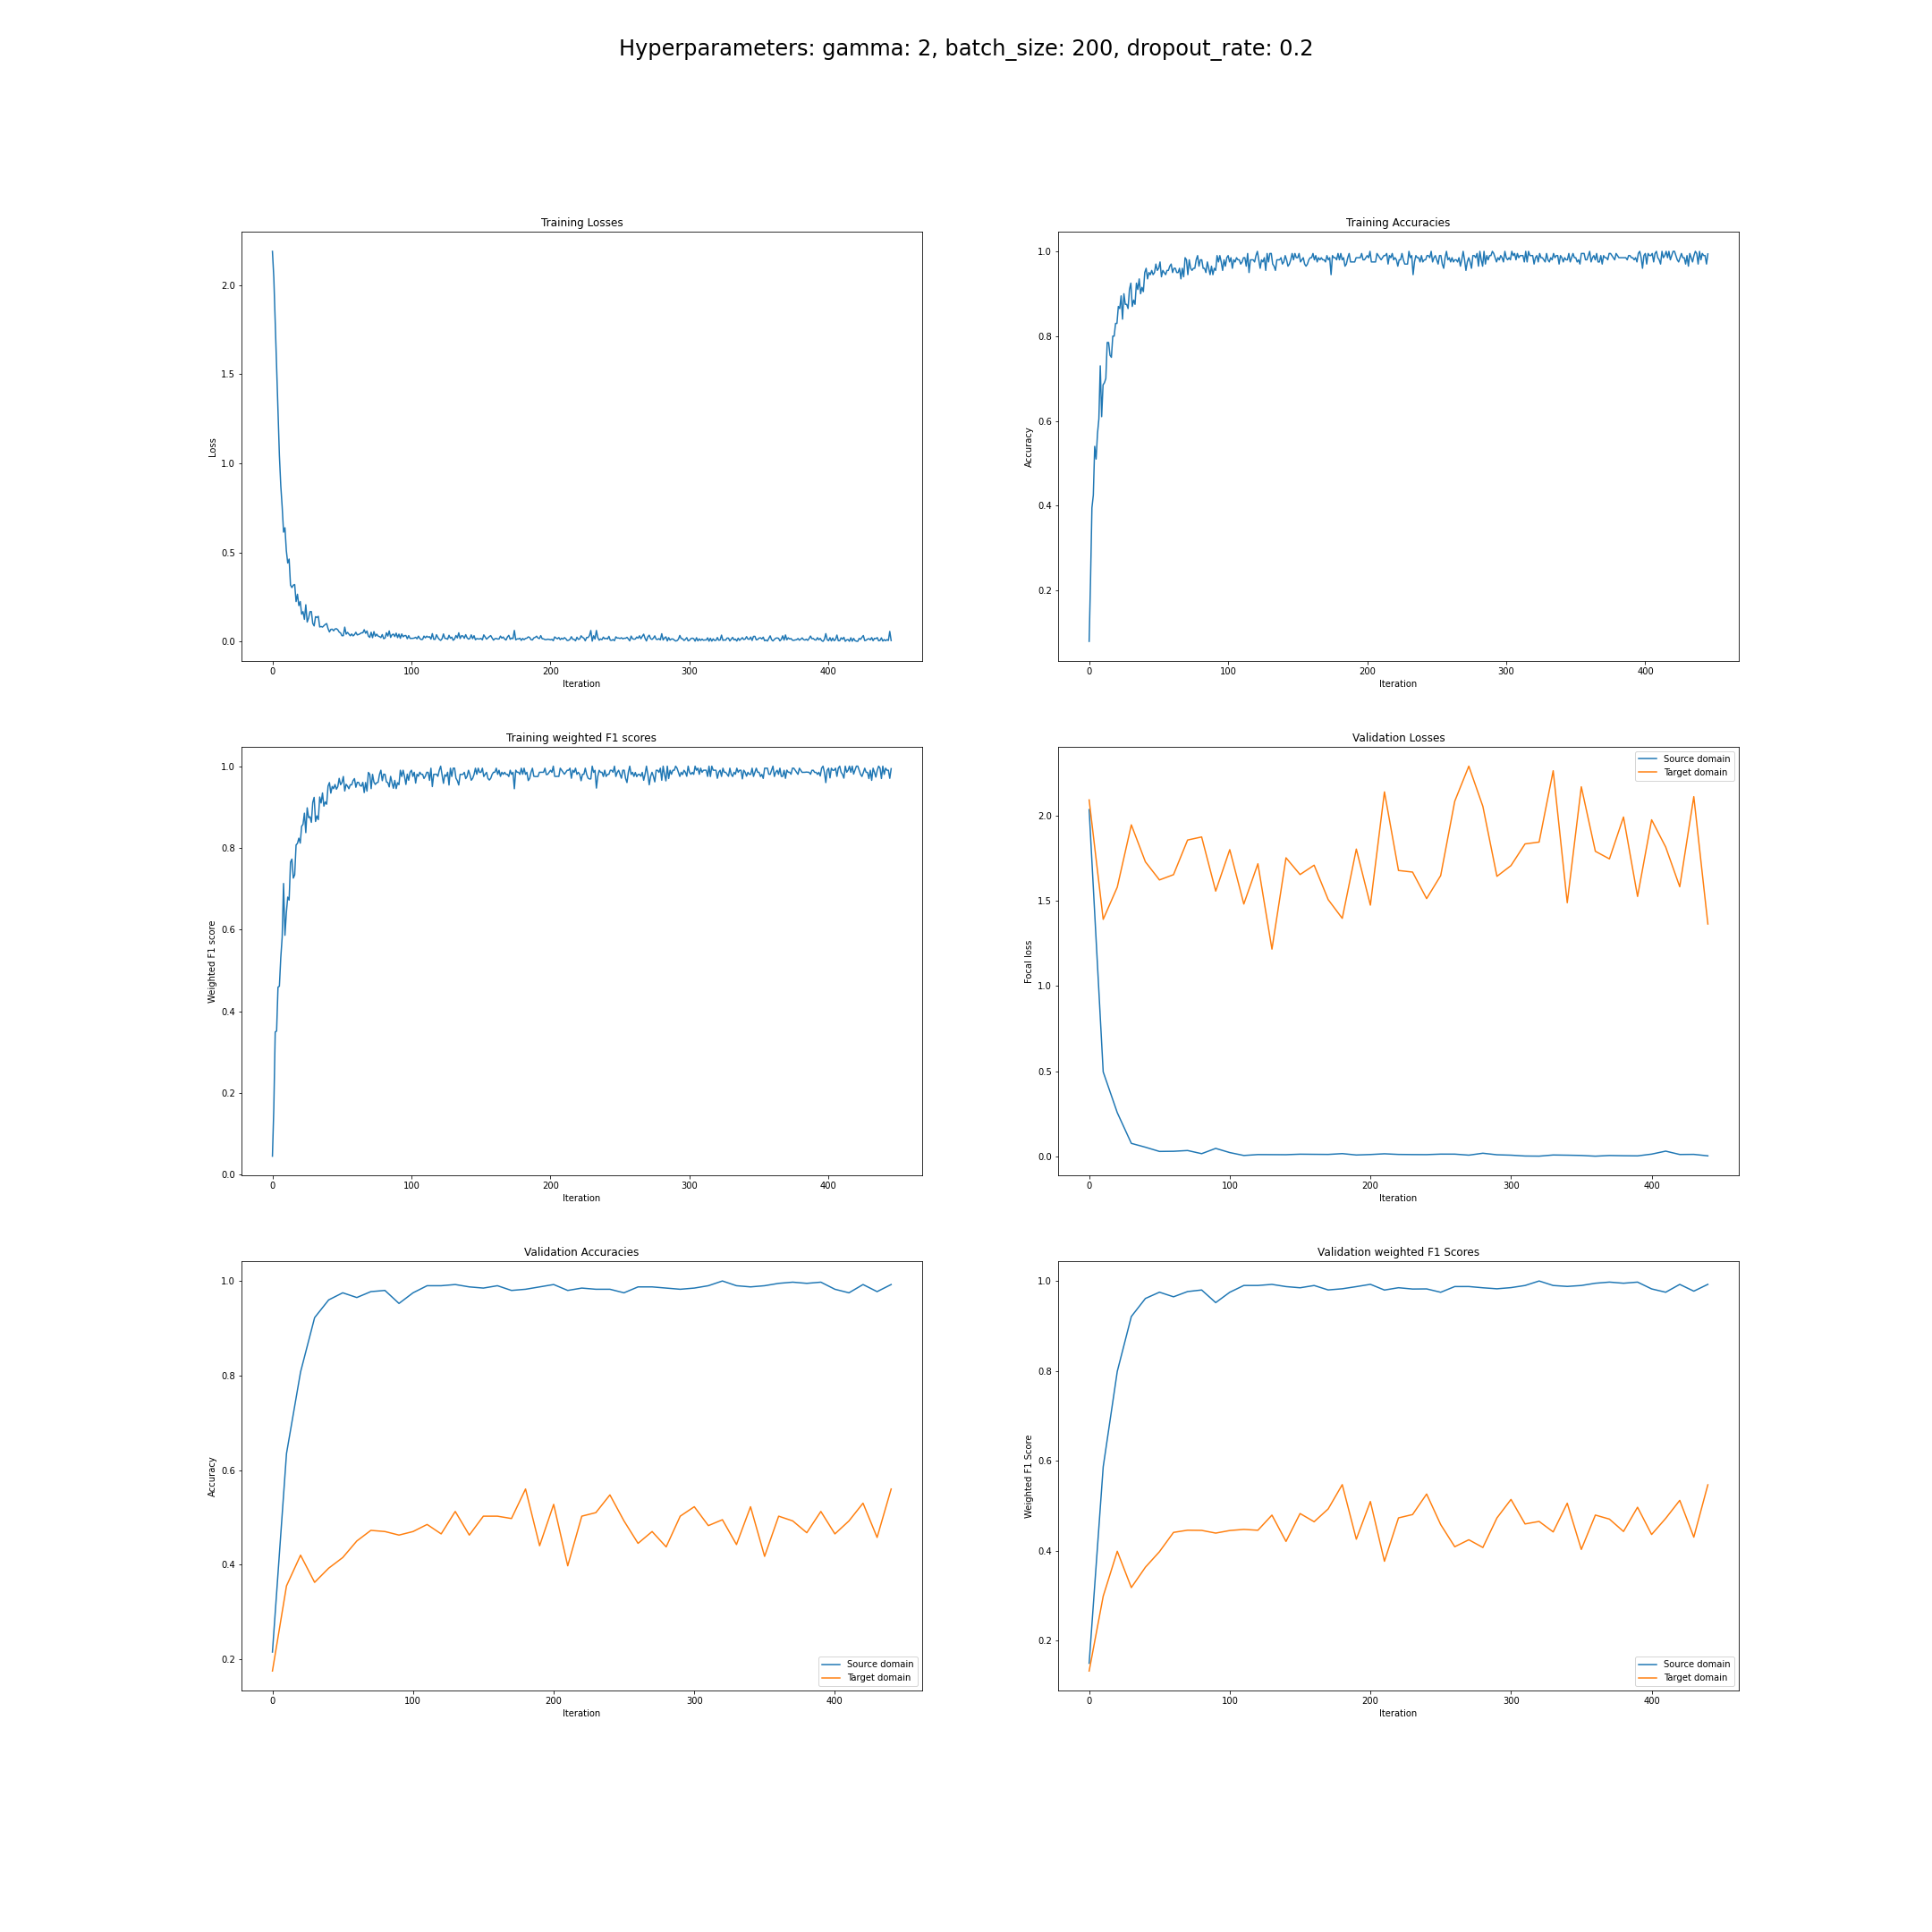 Hyperparameters: gamma: 2, batch_size: 200, dropout_rate: 0.2
Training Losses
2.0
1.5
1.0
0.5
0.0
Loss
0 100 200 300 400
Iteration
Training Accuracies
1.0
0.8
0.6
0.4
0.2
Accuracy
0 100 200 300 400
Iteration
Training weighted F1 scores
1.0
0.8
0.6
0.4
0.2
0.0
Weighted F1 score
0 100 200 300 400
Iteration
Validation Losses
Source domain
Target domain
2.0
1.5
1.0
0.5
0.0
Focal loss
0 100 200 300 400
Iteration
Validation Accuracies
1.0
0.8
0.6
0.4
0.2
Accuracy
Source domain
Target domain
0 100 200 300 400
Iteration
Validation weighted F1 Scores
1.0
0.8
0.6
0.4
0.2
Weighted F1 Score
Source domain
Target domain
0 100 200 300 400
Iteration